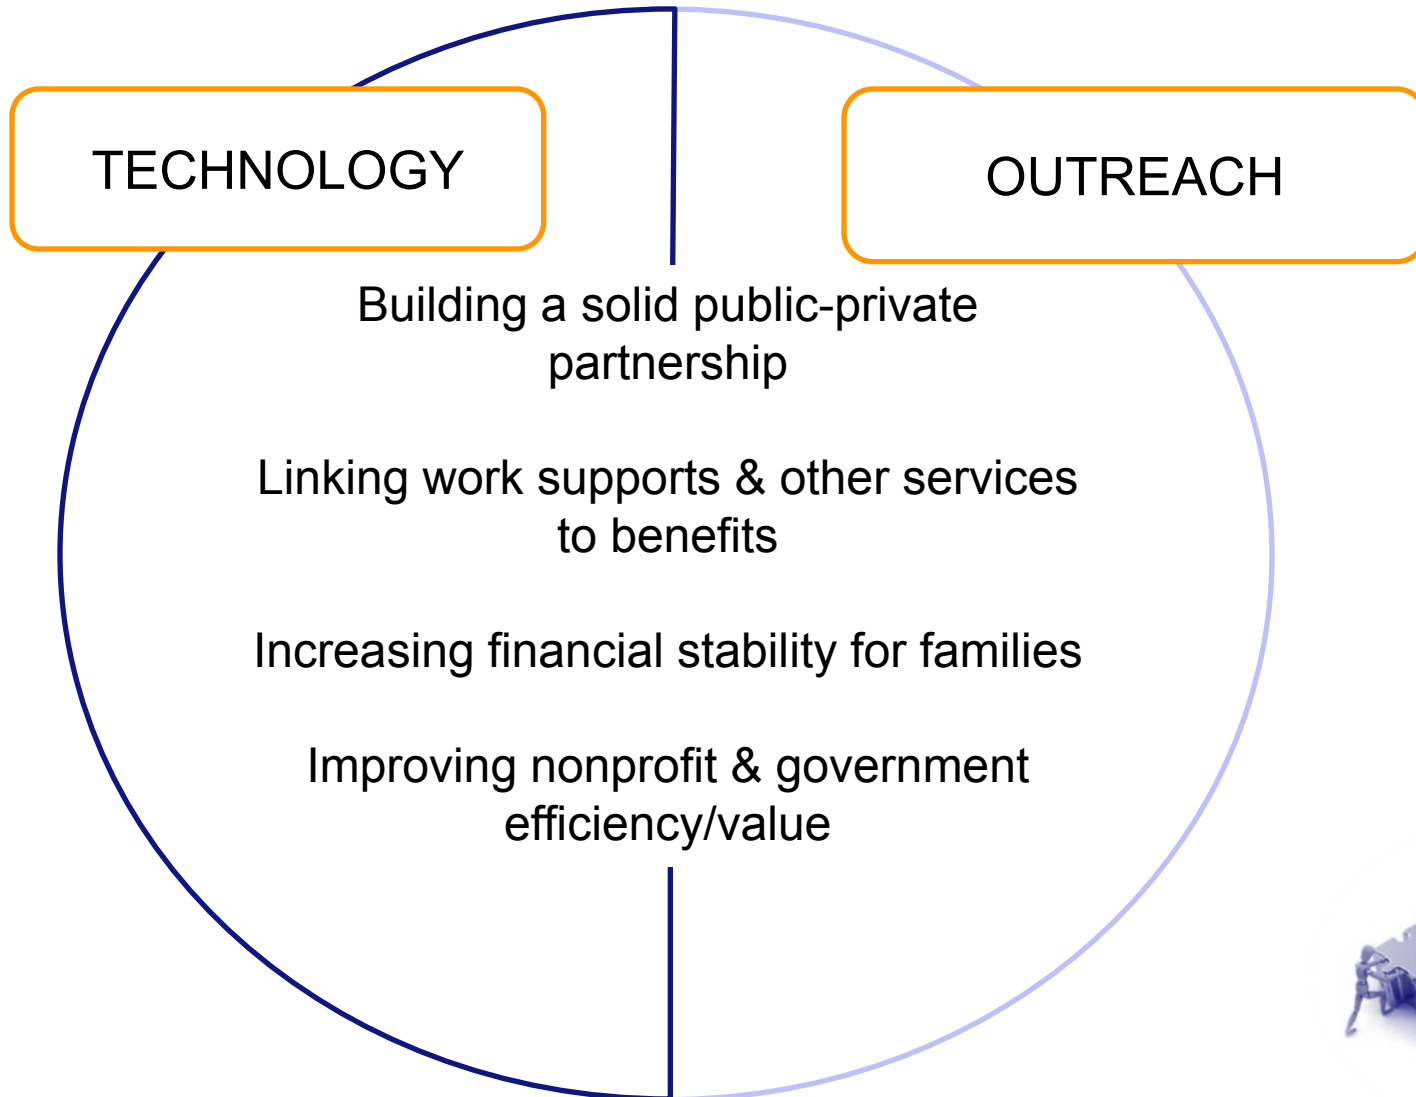 TECHNOLOGY
OUTREACH
Building a solid public-private
partnership
Linking work supports & other services
to benefits
Increasing financial stability for families
Improving nonprofit & government
efficiency/value